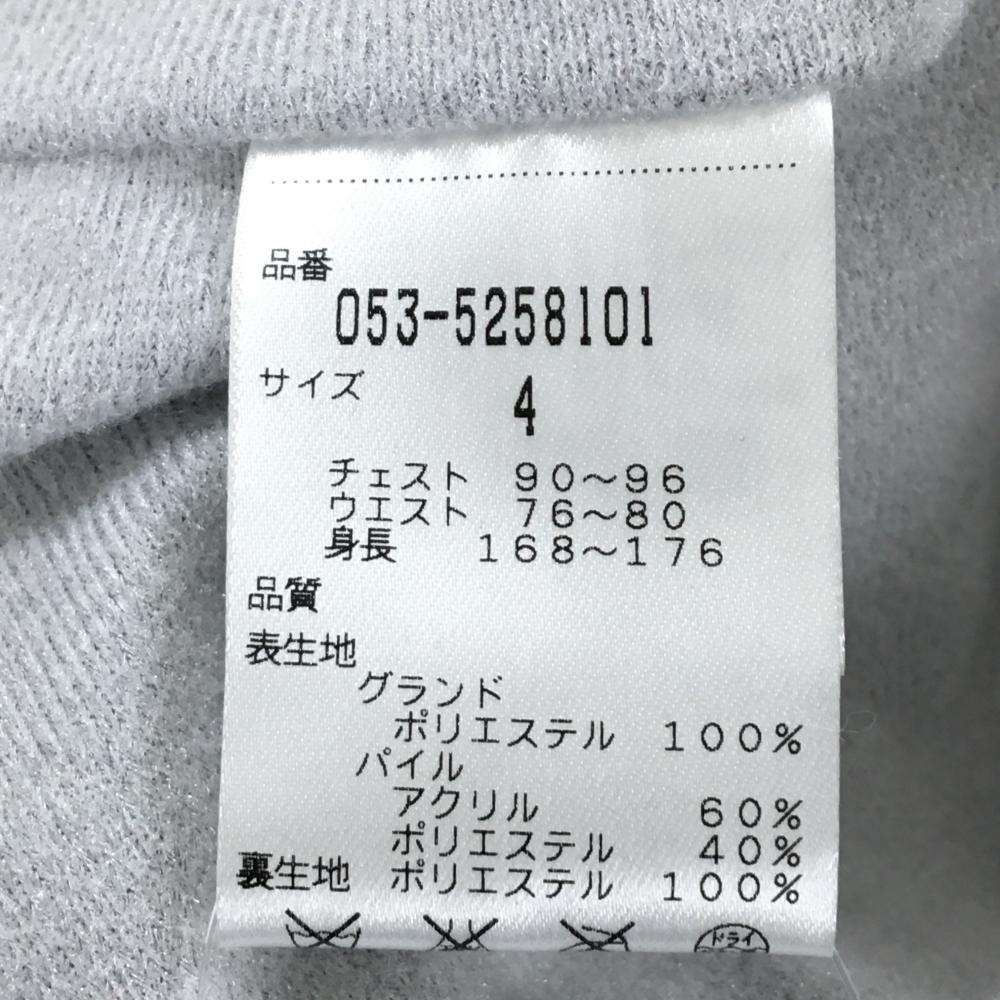 品番
053-5258101
サイズ 4
チェスト 90～96
ウエスト 76～80
身長 168～176
品質
表生地
グランド
ポリエステル 100%
パイル
アクリル 60%
ポリエステル 40%
裏生地 ポリエステル 100%
ドライ